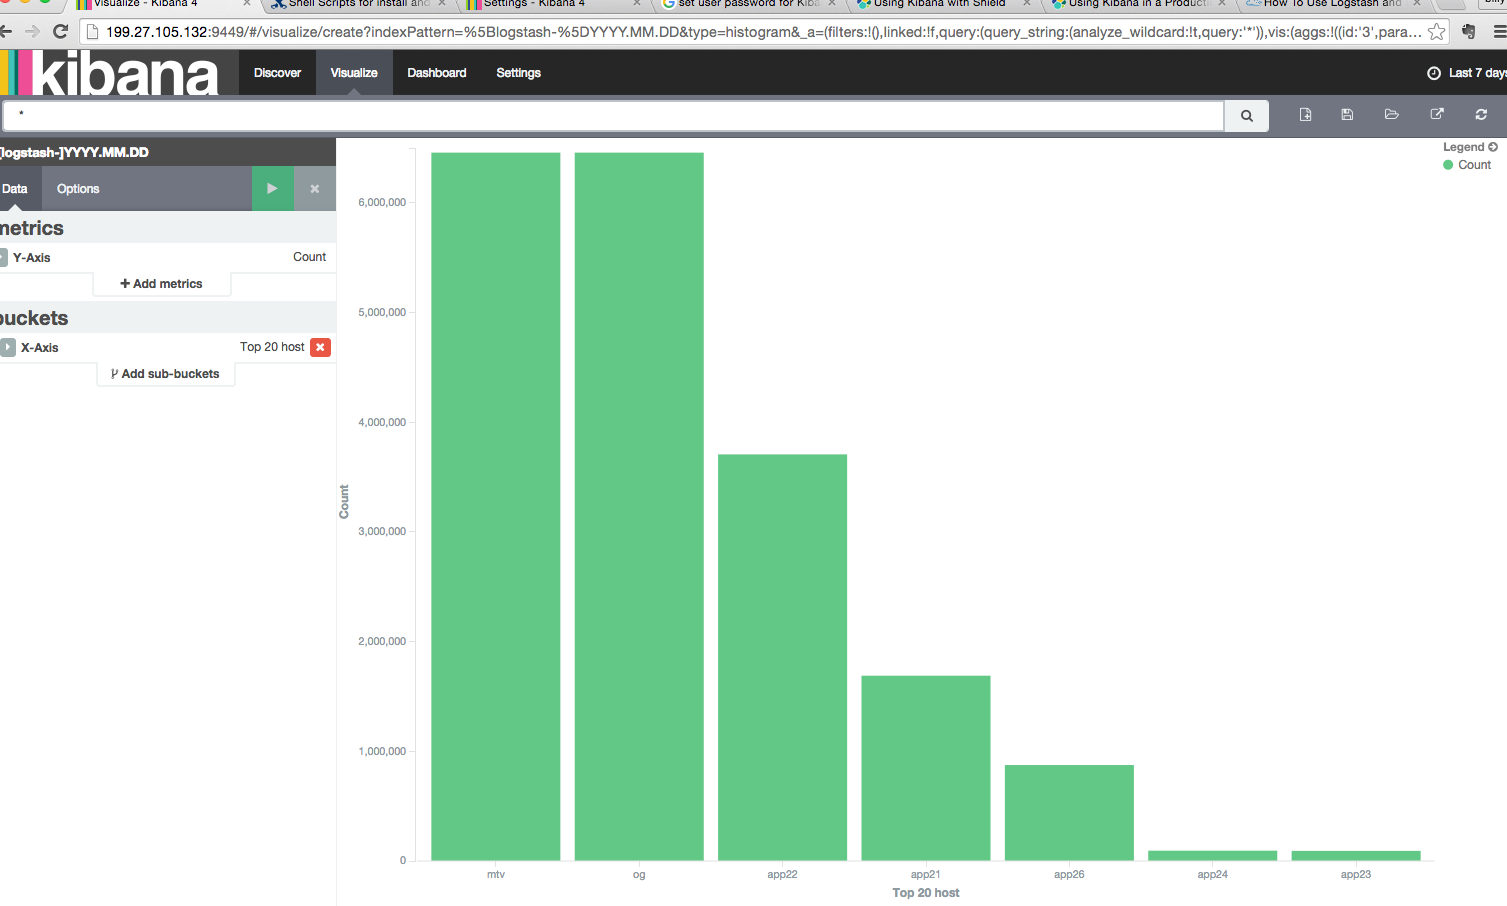 Visualize - Kibana 4
Shell Scripts for install and
Settings - Kibana 4
set user password for Kiba
Using Kibana with Shield
Using Kibana in a Producti
How To Use Logstash and
199.27.105.132:9449/#/visualize/create?indexPattern=%5Blogstash-%5DYYYY.MM.DD&type=histogram&_a=(filters:!(),linked:!f,query:(query_string:(analyze_wildcard:!t,query:'*')),vis:(aggs:!((id:'3',para...
kibana
Discover
Visualize
Dashboard
Settings
Last 7 days
*
[logstash-]YYYY.MM.DD
Data
Options
metrics
Y-Axis
Count
Add metrics
buckets
X-Axis
Top 20 host
Add sub-buckets
Legend
Count
6,000,000
5,000,000
4,000,000
3,000,000
2,000,000
1,000,000
0
Count
mtv
og
app22
app21
app26
app24
app23
Top 20 host